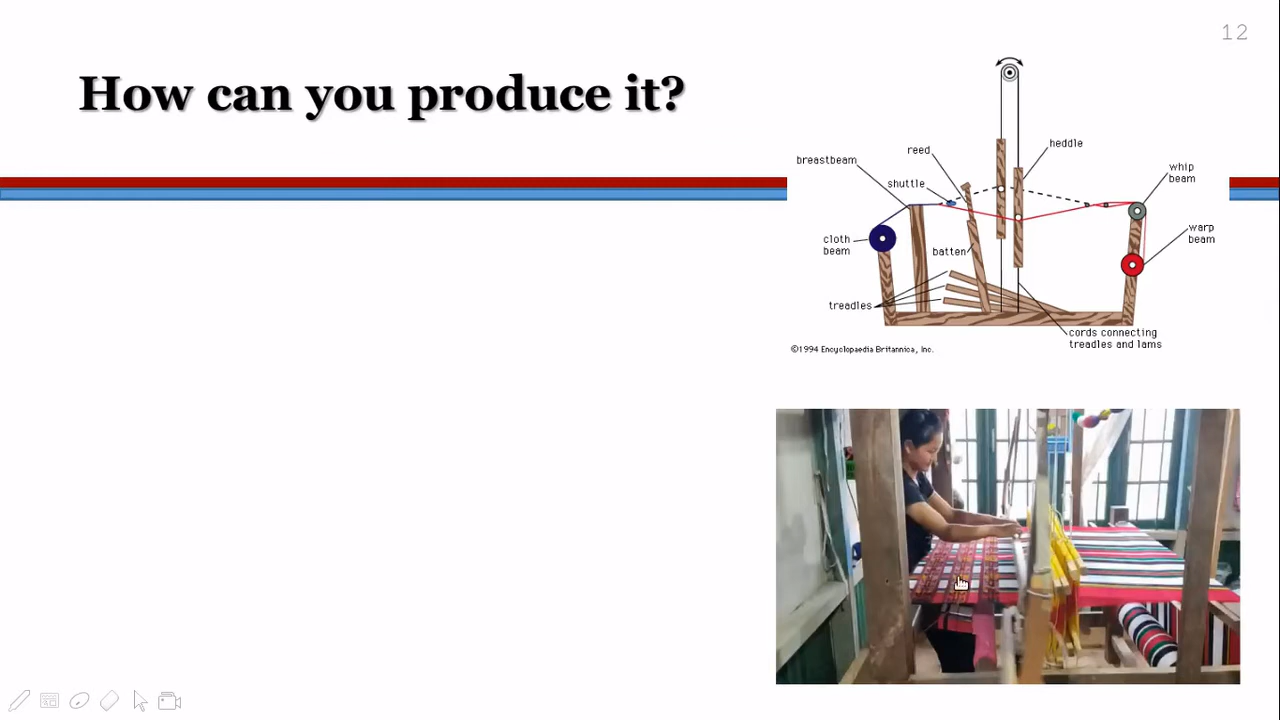 12
How can you produce it?
heddle
reed
breastbeam
whip
beam
shuttle
warp
beam
cloth
beam
batten
treadles
cords connecting
treadles and lams
©1994 Encyclopaedia Britannica, Inc.